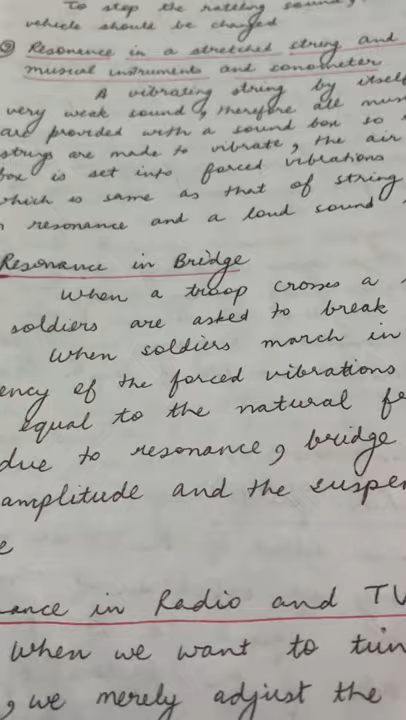 To stop the rattling sound,
vehicle should be changed
② Resonance in a stretched string and
musical instruments and sonometer
A vibrating string by itself
very weak sound, therefore all mus
are provided with a sound box so
strings are made to vibrate, the air
box is set into forced vibrations
which is same as that of string
resonance and a loud sound
Resonance in Bridge
When a troop crosses a
soldiers are asked to break
When soldiers march in
ency of the forced vibrations
equal to the natural fe
due to resonance, bridge
amplitude and the suspen
e
ance in Radio and TV
When we want to tun
, we merely adjust the